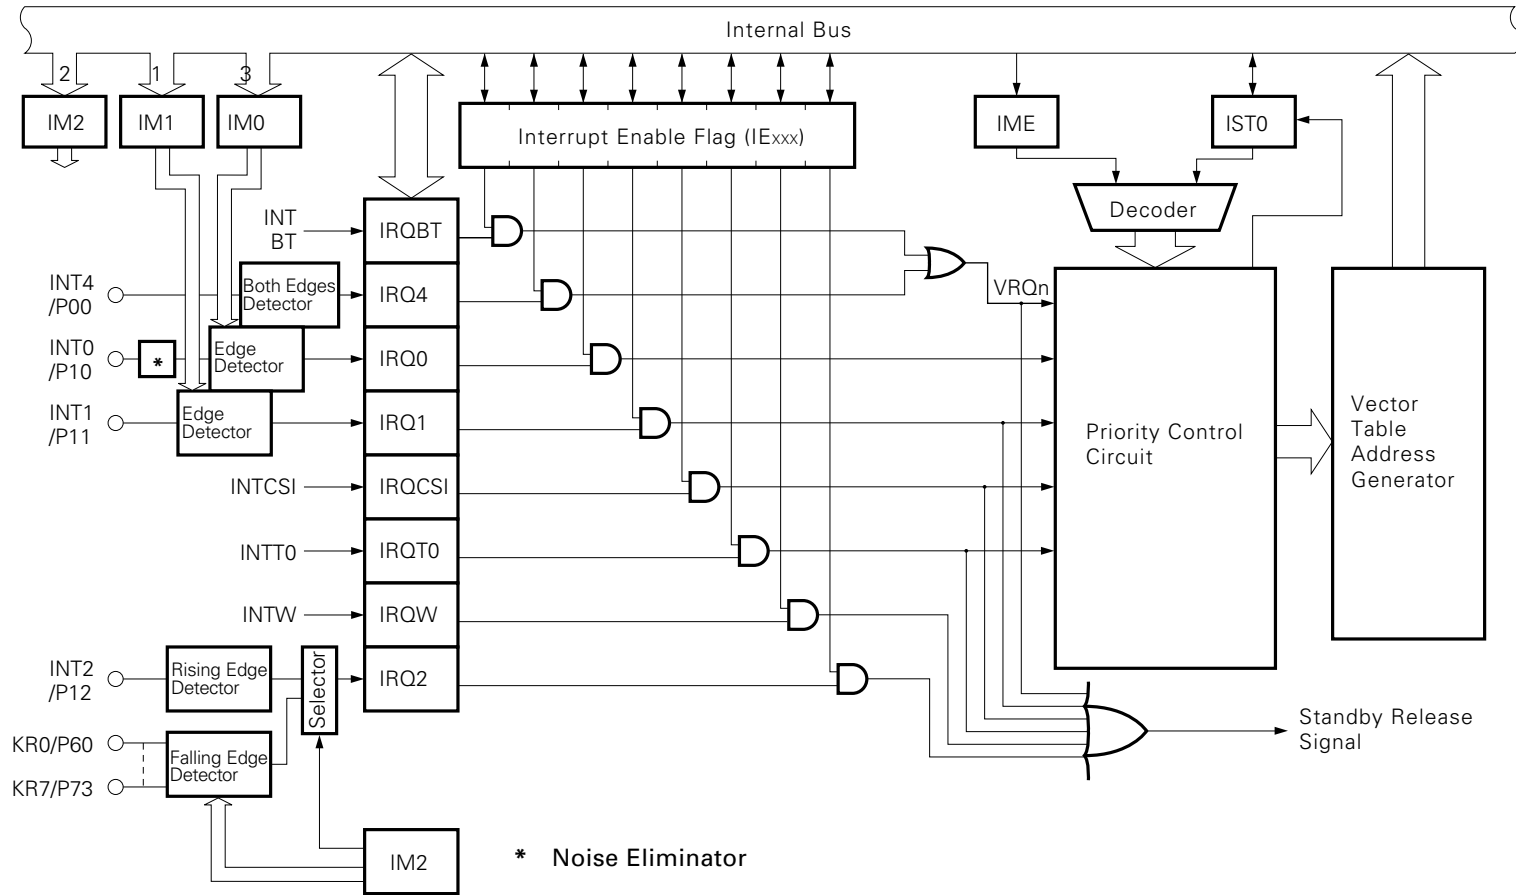 Internal Bus
2
1
3
IM2
IM1
IM0
Interrupt Enable Flag (IExxx)
IME
IST0
Decoder
INT
BT
IRQBT
INT4
/P00
Both Edges
Detector
IRQ4
VRQn
INT0
/P10
*
Edge
Detector
IRQ0
INT1
/P11
Edge
Detector
IRQ1
Priority Control
Circuit
Vector
Table
Address
Generator
INTCSI
IRQCSI
INTT0
IRQT0
INTW
IRQW
INT2
/P12
Rising Edge
Detector
Selector
IRQ2
KR0/P60
KR7/P73
Falling Edge
Detector
Standby Release
Signal
IM2
* Noise Eliminator